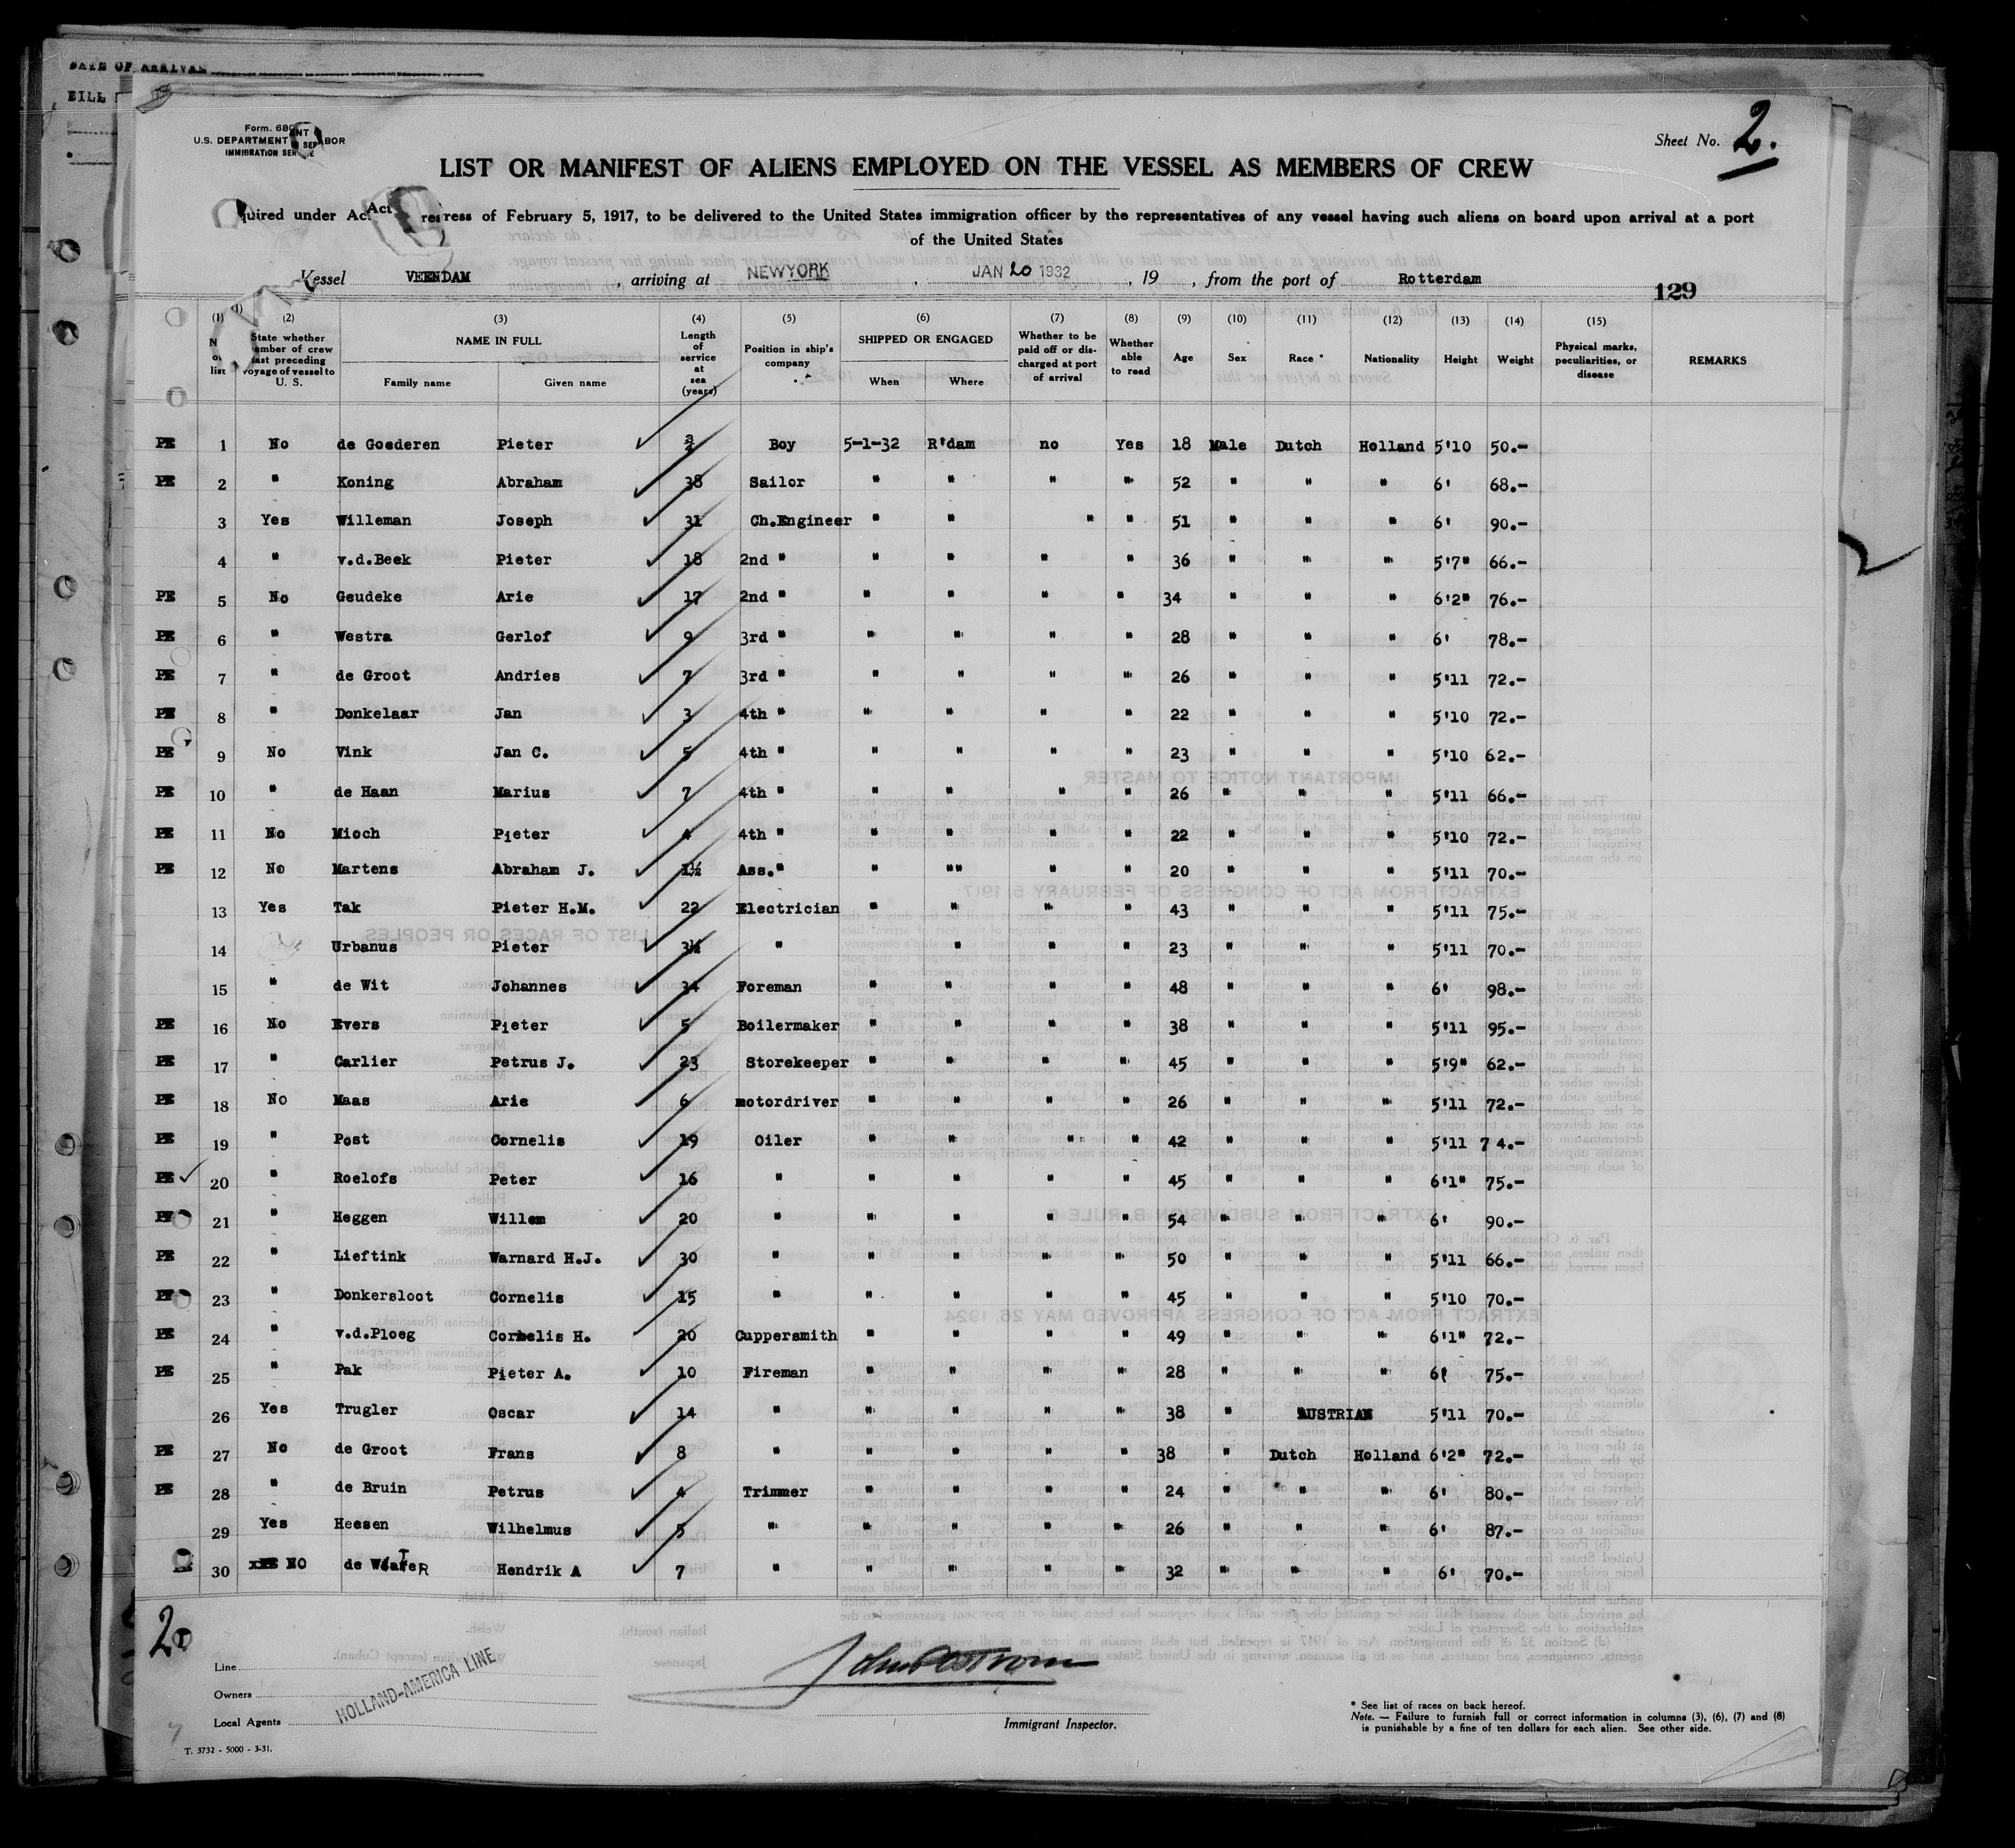 DATE OF ARRIVAL
BILL
Form. 680
U.S. DEPARTMENT
IMMIGRATION SERVICE
Sheet No. 2.
LIST OR MANIFEST OF ALIENS EMPLOYED ON THE VESSEL AS MEMBERS OF CREW
quired under Act ress of February 5, 1917, to be delivered to the United States immigration officer by the representatives of any vessel having such aliens on board upon arrival at a port
of the United States
Vessel VEENDAM , arriving at NEWYORK , JAN 20 1932 , 19 , from the port of Rotterdam
129
(1) (2) (3) (4) (5) (6) (7) (8) (9) (10) (11) (12) (13) (14) (15)
No. on list State whether member of crew last preceding voyage of vessel to U. S. NAME IN FULL Family name Given name Length of service at sea (years) Position in ship's company SHIPPED OR ENGAGED When Where Whether to be paid off or discharged at port of arrival Whether able to read Age Sex Race * Nationality Height Weight Physical marks, peculiarities, or disease REMARKS
PE 1 No de Goederen Pieter Boy 5-1-32 R'dam no Yes 18 Male Dutch Holland 5'10 50.-
PE 2 " Koning Abraham 38 Sailor " " " " 52 " " " 6' 68.-
3 Yes Willeman Joseph 31 Ch.Engineer " " " " 51 " " " 6' 90.-
4 " v.d.Beek Pieter 18 2nd " " " " " 36 " " " 5'7" 66.-
PE 5 No Geudeke Arie 17 2nd " " " " " 34 " " " 6'2" 76.-
PE 6 " Westra Gerlof 9 3rd " " " " " 28 " " " 6' 78.-
PE 7 " de Groot Andries 7 3rd " " " " " 26 " " " 5'11 72.-
PE 8 " Donkelaar Jan 3 4th " " " " " 22 " " " 5'10 72.-
PE 9 No Vink Jan C. 5 4th " " " " " 23 " " " 5'10 62.-
PE 10 " de Haan Marius 7 4th " " " " " 26 " " " 5'11 66.-
PE 11 No Mioch Pieter 4 4th " " " " " 22 " " " 5'10 72.-
PE 12 No Martens Abraham J. 1½ Ass." " "" " " 20 " " " 5'11 70.-
13 Yes Tak Pieter H.M. 22 Electrician " " " " 43 " " " 5'11 75.-
14 Urbanus Pieter 3½ " " " " 23 " " " 5'11 70.-
15 " de Wit Johannes 34 Foreman " " " " 48 " " " 6' 98.-
PE 16 No Evers Pieter 5 Boilermaker " " " " 38 " " " 5'11 95.-
PE 17 " Carlier Petrus J. 23 Storekeeper " " " " 45 " " " 5'9" 62.-
PE 18 No Maas Arie 6 motordriver " " " " 26 " " " 5'11 72.-
PE 19 " Post Cornelis 19 Oiler " " " " 42 " " " 5'11 74.-
PE 20 " Roelofs Peter 16 " " " " " 45 " " " 6'1" 75.-
PE 21 " Heggen Willem 20 " " " " " 54 " " " 6' 90.-
PE 22 " Lieftink Warnard H.J. 30 " " " " " 50 " " " 5'11 66.-
PE 23 " Donkersloot Cornelis 15 " " " " " 45 " " " 5'10 70.-
PE 24 " v.d.Ploeg Cornelis H. 20 Cuppersmith " " " " 49 " " " 6'1" 72.-
PE 25 " Pak Pieter A. 10 Fireman " " " " 28 " " " 6' 75.-
26 Yes Trugler Oscar 14 " " " " " 38 " AUSTRIAN 5'11 70.-
PE 27 No de Groot Frans 8 " " " " " 38 " Dutch Holland 6'2" 72.-
PE 28 " de Bruin Petrus 4 Trimmer " " " " 24 " " " 6' 80.-
29 Yes Heesen Wilhelmus 5 " " " " " 26 " " " 6' 87.-
30 NO de Water Hendrik A 7 " " " " " 32 " " " 6' 70.-
Line
Owners
Local Agents
HOLLAND-AMERICA LINE
Immigrant Inspector.
* See list of races on back hereof.
Note. — Failure to furnish full or correct information in columns (3), (6), (7) and (8)
is punishable by a fine of ten dollars for each alien. See other side.
T. 3732 - 5000 - 3-31.